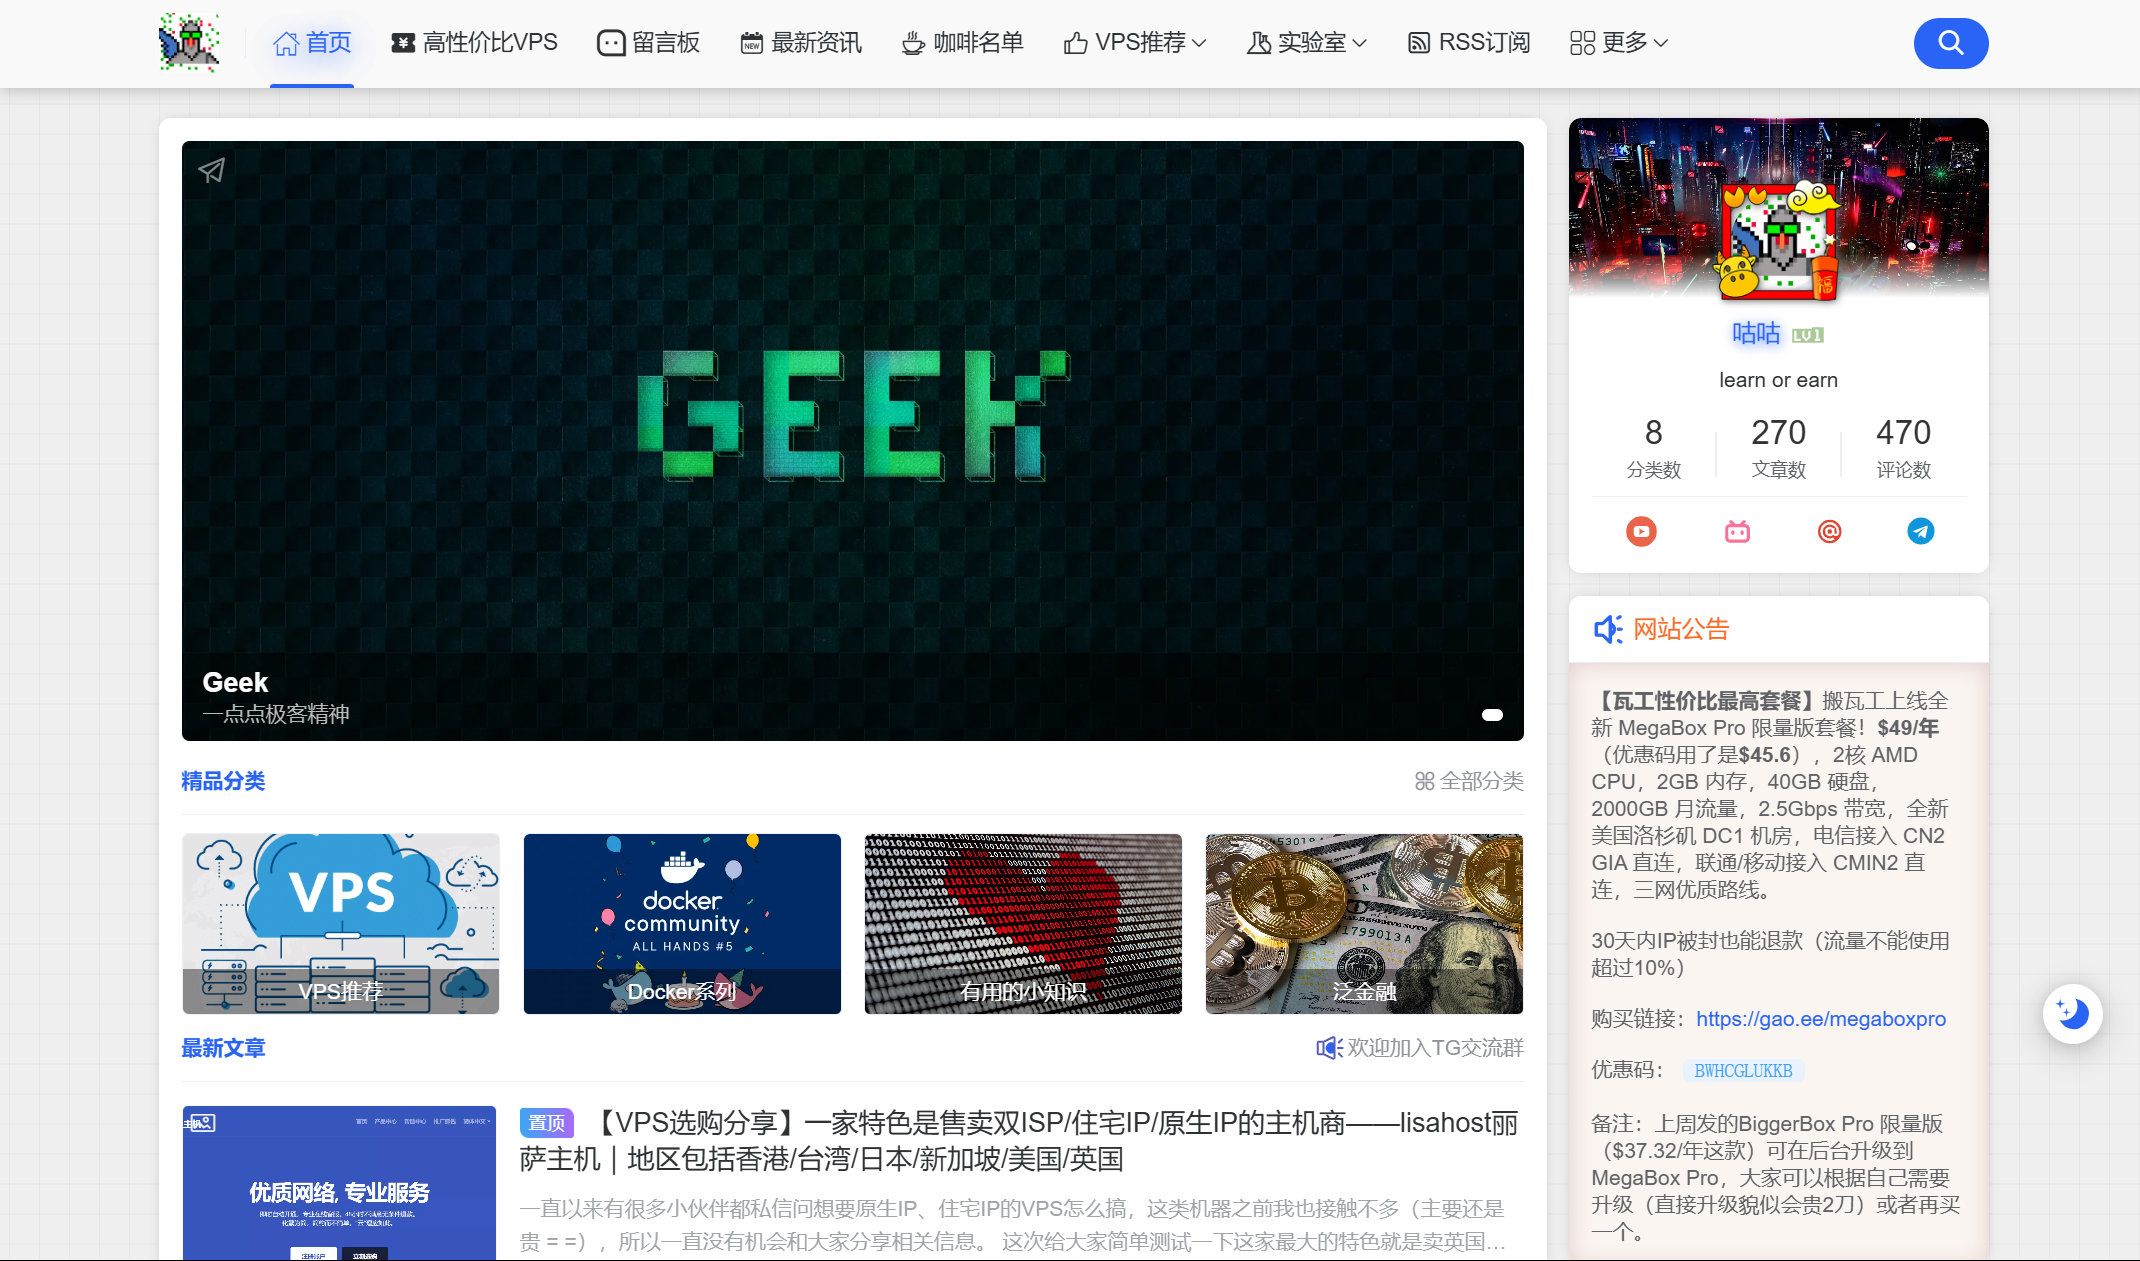 首页
高性价比VPS
留言板
最新资讯
咖啡名单
VPS推荐
实验室
RSS订阅
更多
GEEK
Geek
一点点极客精神
精品分类
全部分类
VPS
VPS推荐
docker
community
ALL HANDS #5
Docker系列
有用的小知识
泛金融
最新文章
欢迎加入TG交流群
优质网络, 专业服务
置顶
【VPS选购分享】一家特色是售卖双ISP/住宅IP/原生IP的主机商——lisahost丽
萨主机｜地区包括香港/台湾/日本/新加坡/美国/英国
一直以来有很多小伙伴都私信问想要原生IP、住宅IP的VPS怎么搞，这类机器之前我也接触不多（主要还是
贵 = =），所以一直没有机会和大家分享相关信息。 这次给大家简单测试一下这家最大的特色就是卖英国...
咕咕
LV1
learn or earn
8
分类数
270
文章数
470
评论数
网站公告
【瓦工性价比最高套餐】搬瓦工上线全
新 MegaBox Pro 限量版套餐！$49/年
（优惠码用了是$45.6），2核 AMD
CPU，2GB 内存，40GB 硬盘，
2000GB 月流量，2.5Gbps 带宽，全新
美国洛杉矶 DC1 机房，电信接入 CN2
GIA 直连，联通/移动接入 CMIN2 直
连，三网优质路线。
30天内IP被封也能退款（流量不能使用
超过10%）
购买链接：https://gao.ee/megaboxpro
优惠码： BWHCGLUKKB
备注：上周发的BiggerBox Pro 限量版
（$37.32/年这款）可在后台升级到
MegaBox Pro，大家可以根据自己需要
升级（直接升级貌似会贵2刀）或者再买
一个。